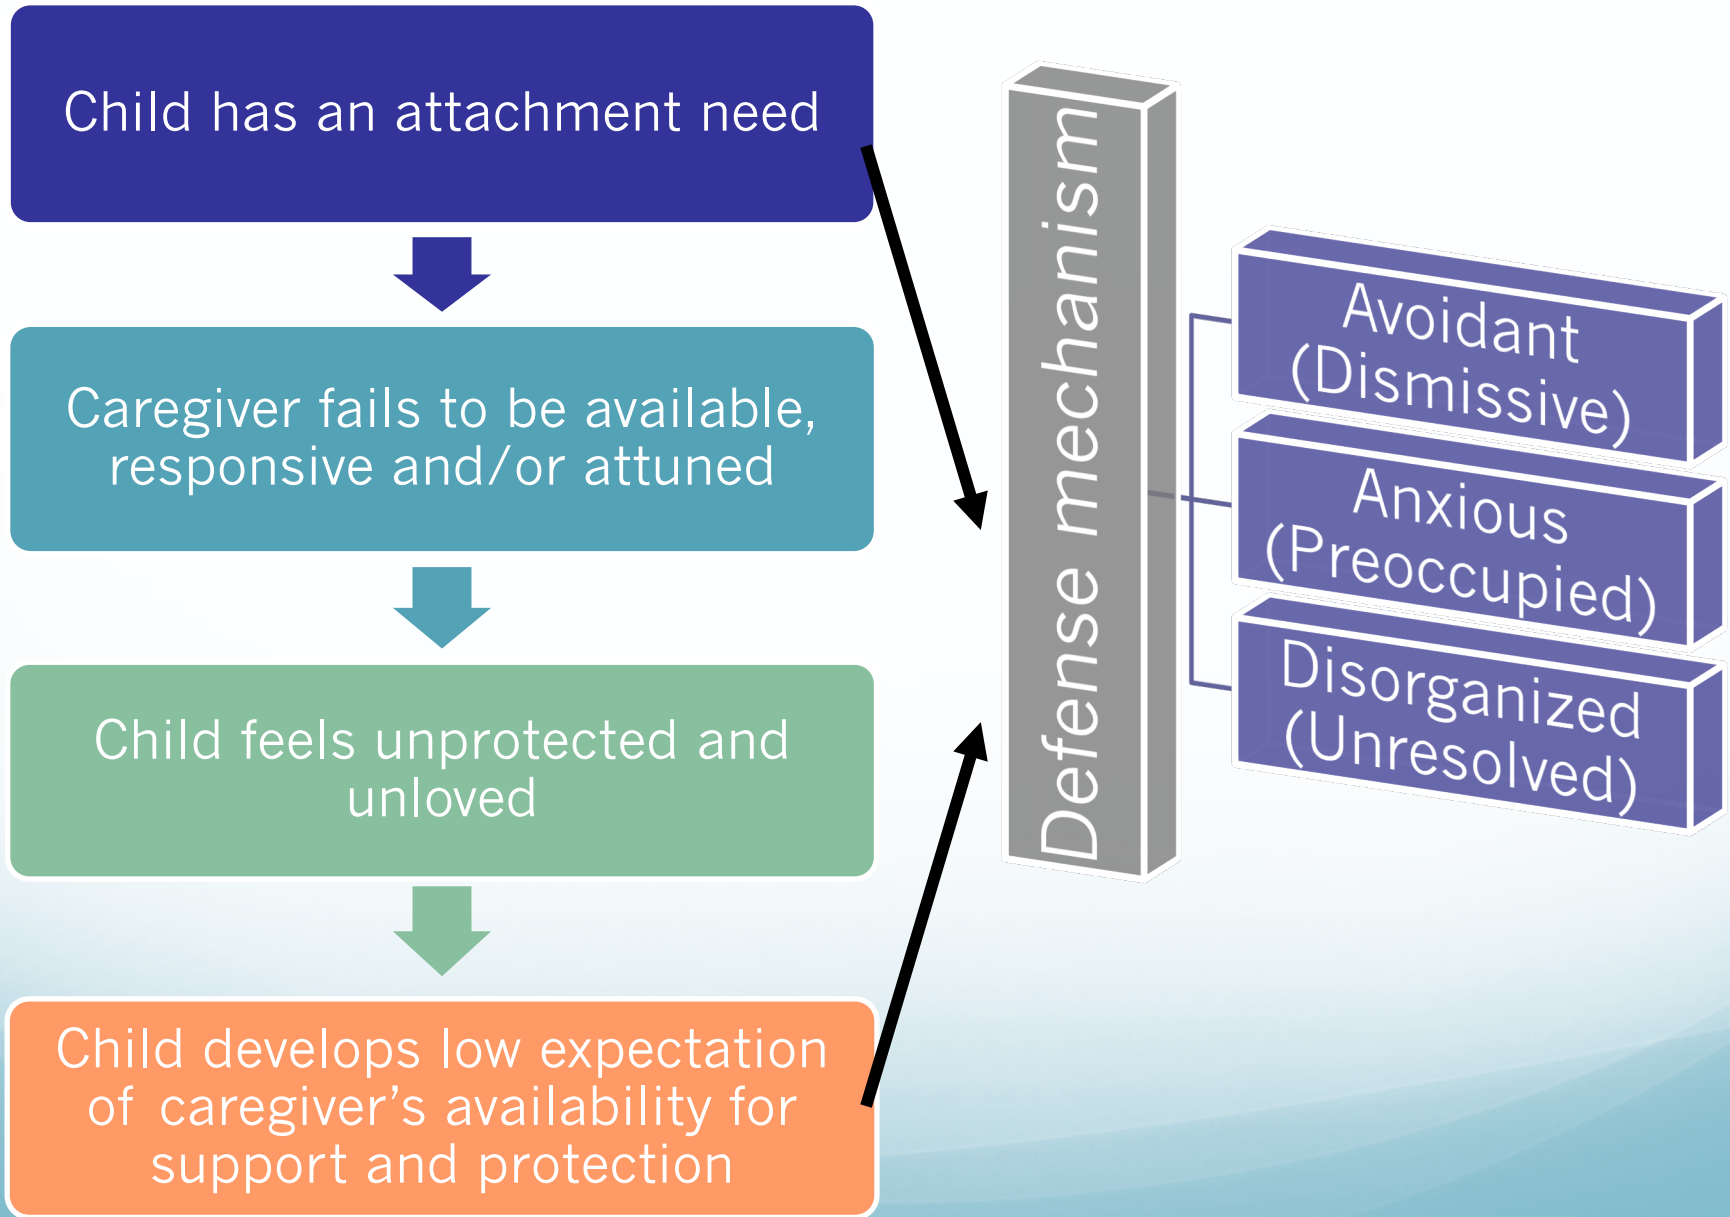 Child has an attachment need
Caregiver fails to be available,
responsive and/or attuned
Child feels unprotected and
unloved
Child develops low expectation
of caregiver’s availability for
support and protection
Defense mechanism
Avoidant
(Dismissive)
Anxious
(Preoccupied)
Disorganized
(Unresolved)